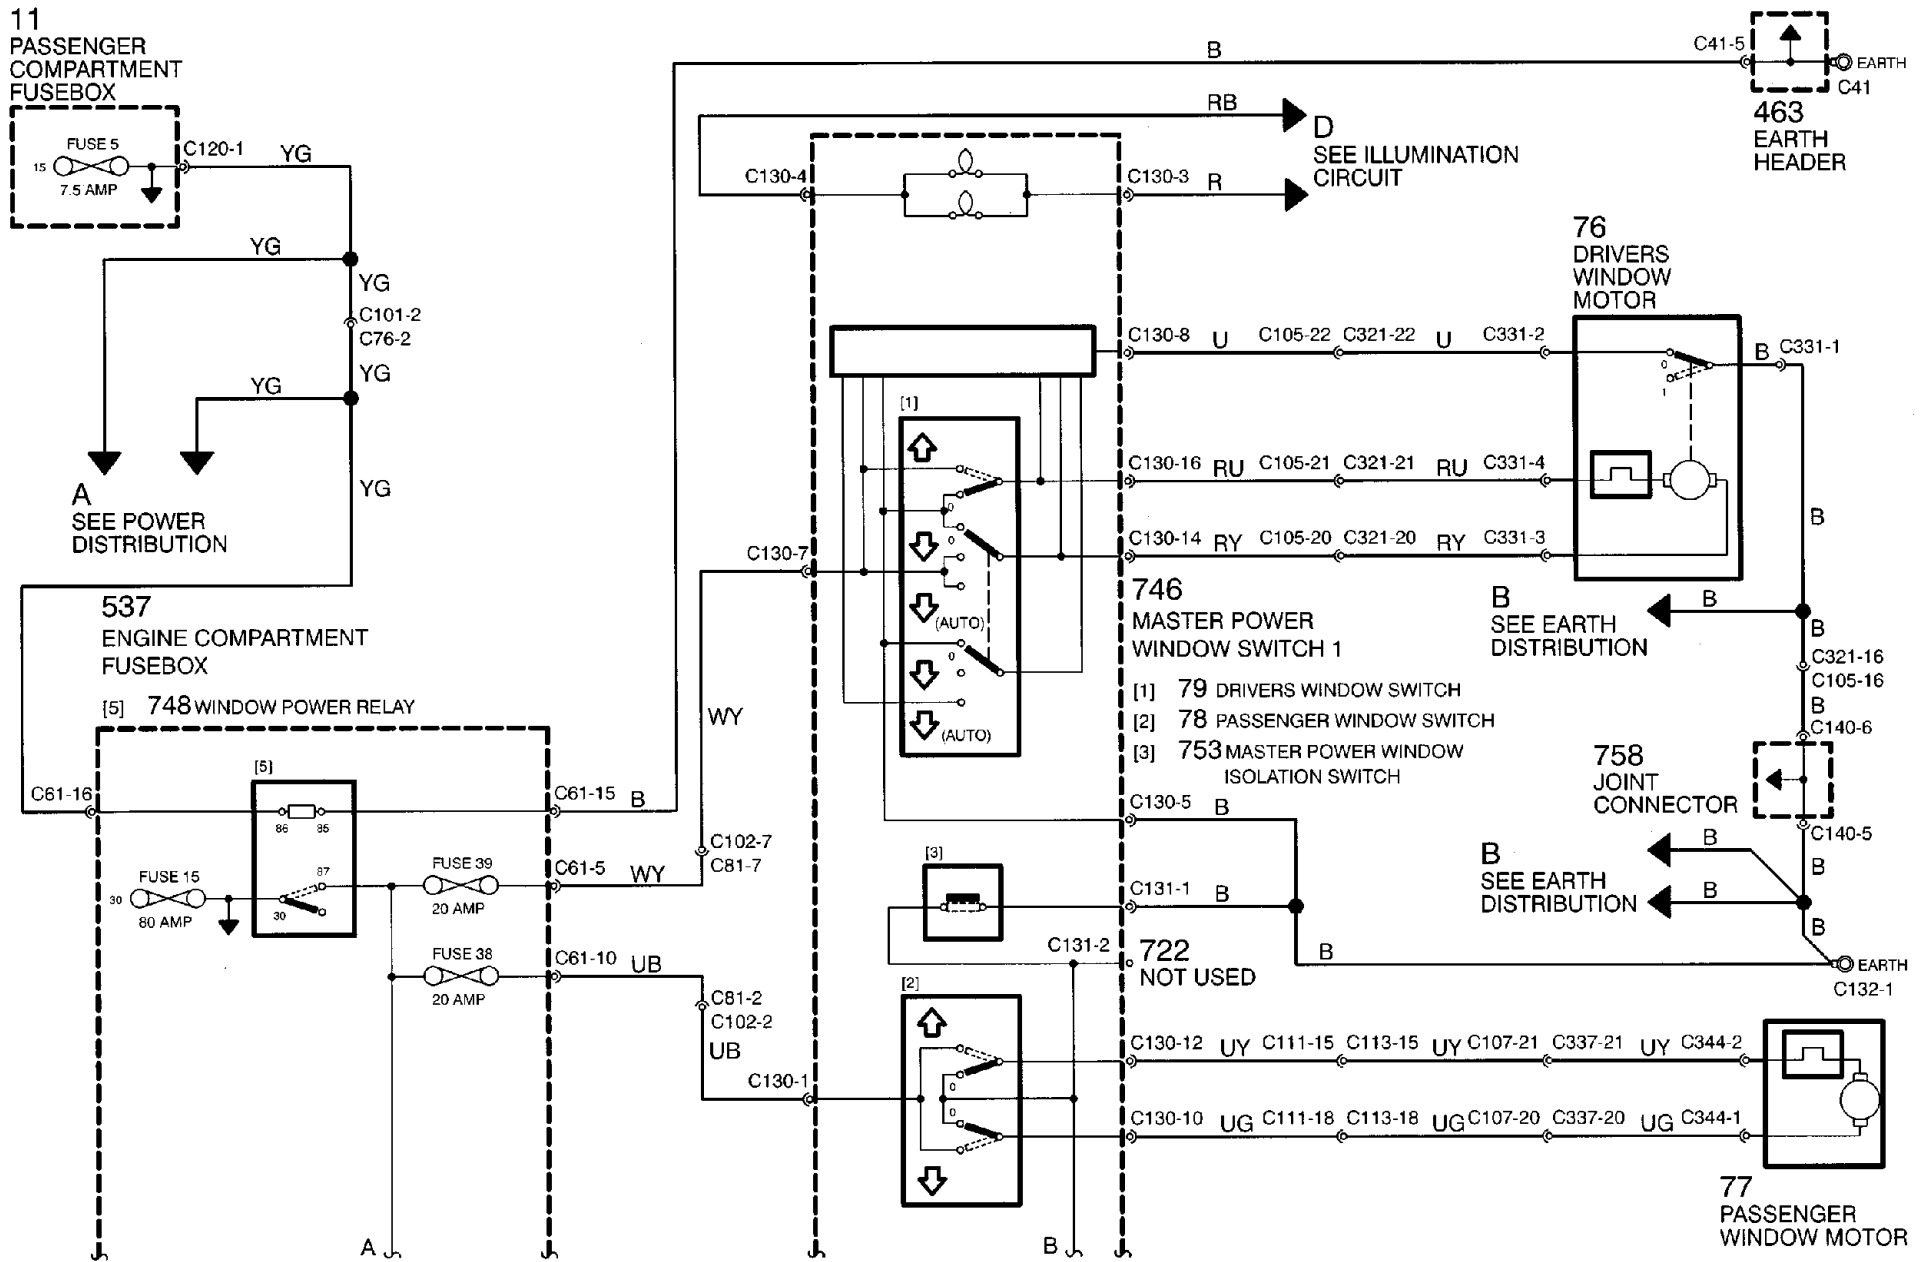 11
PASSENGER
COMPARTMENT
FUSEBOX
FUSE 5
15
7.5 AMP
C120-1
YG
YG
YG
C101-2
C76-2
YG
YG
YG
A
SEE POWER
DISTRIBUTION
537
ENGINE COMPARTMENT
FUSEBOX
[5] 748 WINDOW POWER RELAY
C61-16
[5]
86 85
87
30
FUSE 15
30
80 AMP
FUSE 39
20 AMP
FUSE 38
20 AMP
C61-15 B
C61-5 WY
C61-10 UB
A
WY
C102-7
C81-7
C81-2
C102-2
UB
C130-1
C130-7
B
C41-5
EARTH
C41
463
EARTH
HEADER
RB
D
SEE ILLUMINATION
CIRCUIT
C130-4
C130-3 R
76
DRIVERS
WINDOW
MOTOR
C130-8 U C105-22 C321-22 U C331-2
0
1
B C331-1
[1]
0
0
(AUTO)
0
(AUTO)
C130-16 RU C105-21 C321-21 RU C331-4
C130-14 RY C105-20 C321-20 RY C331-3
B
746
MASTER POWER
WINDOW SWITCH 1
[1] 79 DRIVERS WINDOW SWITCH
[2] 78 PASSENGER WINDOW SWITCH
[3] 753 MASTER POWER WINDOW
ISOLATION SWITCH
B
SEE EARTH
DISTRIBUTION
B
B
C321-16
C105-16
B
C140-6
758
JOINT
CONNECTOR
C140-5
B
B
SEE EARTH
DISTRIBUTION
B
B
B
EARTH
C132-1
C130-5 B
[3]
C131-1 B
C131-2
722
NOT USED
B
[2]
0
0
B
C130-12 UY C111-15 C113-15 UY C107-21 C337-21 UY C344-2
C130-10 UG C111-18 C113-18 UG C107-20 C337-20 UG C344-1
77
PASSENGER
WINDOW MOTOR